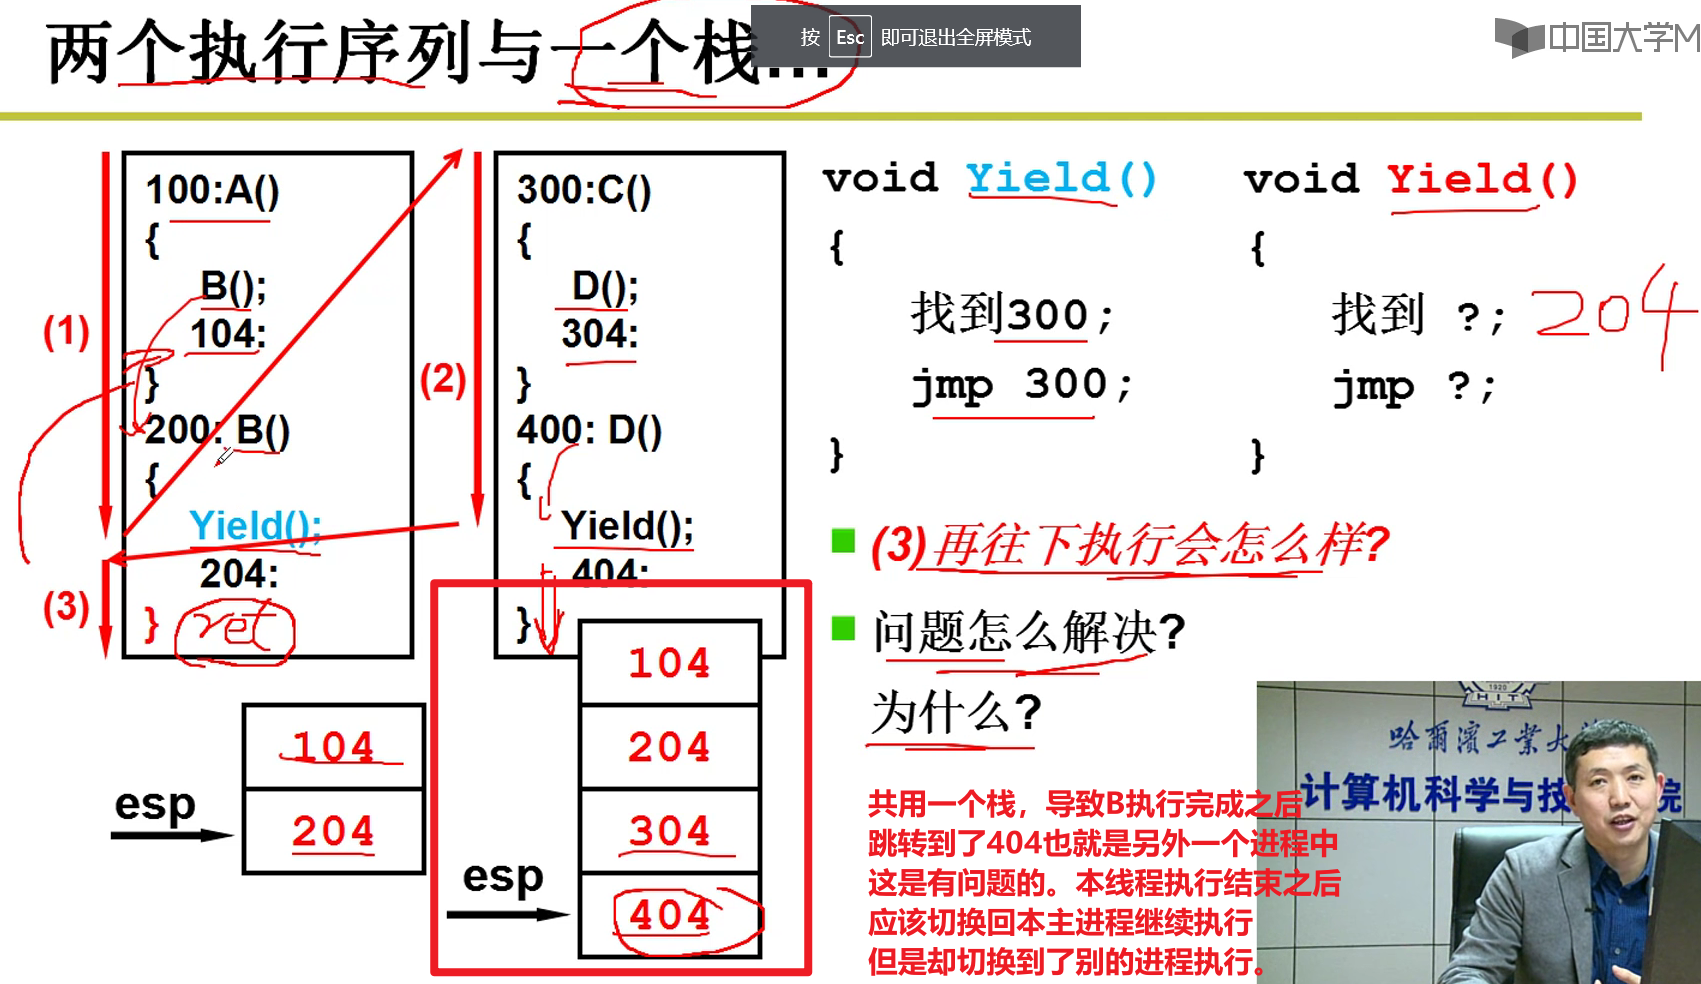 两个执行序列与一个栈...
按 Esc 即可退出全屏模式
中国大学M
(1)
100:A()
{
B();
104:
}
200: B()
{
Yield();
204:
}
ret
(3)
(2)
300:C()
{
D();
304:
}
400: D()
{
Yield();
404:
}
void Yield()
{
找到300;
jmp 300;
}
void Yield()
{
找到 ?; 204
jmp ?;
}
(3)再往下执行会怎么样?
问题怎么解决?
为什么?
esp
104
204
esp
104
204
304
404
共用一个栈，导致B执行完成之后
跳转到了404也就是另外一个进程中
这是有问题的。本线程执行结束之后
应该切换回本主进程继续执行
但是却切换到了别的进程执行。
1920
HIT
哈爾濱工業大
计算机科学与技 院